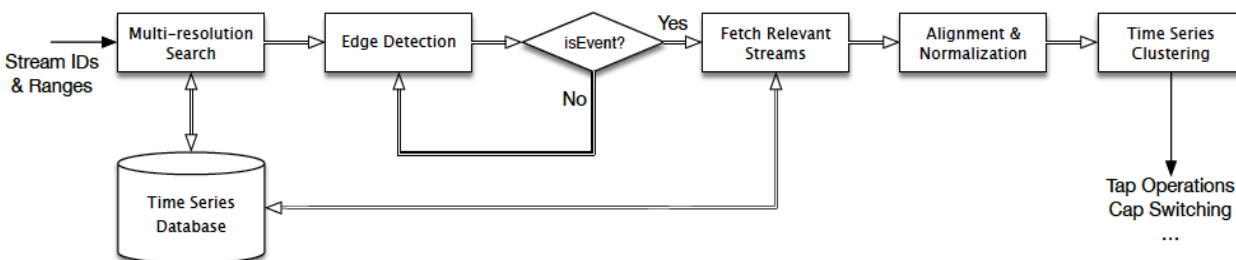 Stream IDs
& Ranges
Multi-resolution
Search
Edge Detection
isEvent?
Yes
No
Fetch Relevant
Streams
Alignment &
Normalization
Time Series
Clustering
Time Series
Database
Tap Operations
Cap Switching
...